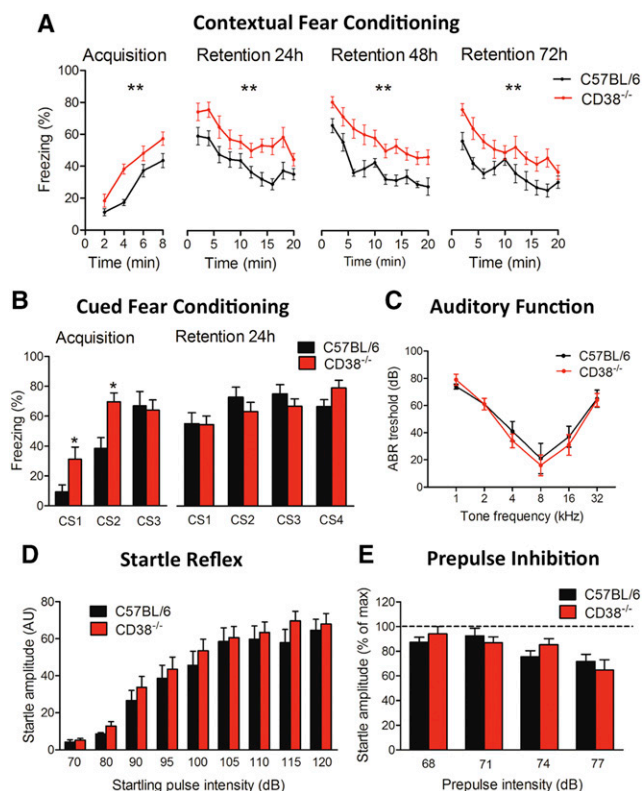 Contextual Fear Conditioning
A
Acquisition Retention 24h Retention 48h Retention 72h
C57BL/6
CD38-/-
** ** ** **
Freezing (%)
100
80
60
40
20
0
0 2 4 6 8
0 10 20
0 10 20
0 10 20
Time (min) Time (min) Time (min) Time (min)
B
Cued Fear Conditioning
Acquisition Retention 24h
C57BL/6
CD38-/-
Freezing (%)
100
80
60
40
20
0
* *
CS1 CS2 CS3 CS1 CS2 CS3 CS4
C
Auditory Function
C57BL/6
CD38-/-
ABR treshold (dB)
120
100
80
60
40
20
0
1 2 4 8 16 32
Tone frequency (kHz)
D
Startle Reflex
C57BL/6
CD38-/-
Startle amplitude (AU)
80
60
40
20
0
70 80 90 95 100 105 110 115 120
Startling pulse intensity (dB)
E
Prepulse Inhibition
C57BL/6
CD38-/-
Startle amplitude (% of max)
120
100
80
60
40
20
0
68 71 74 77
Prepulse intensity (dB)